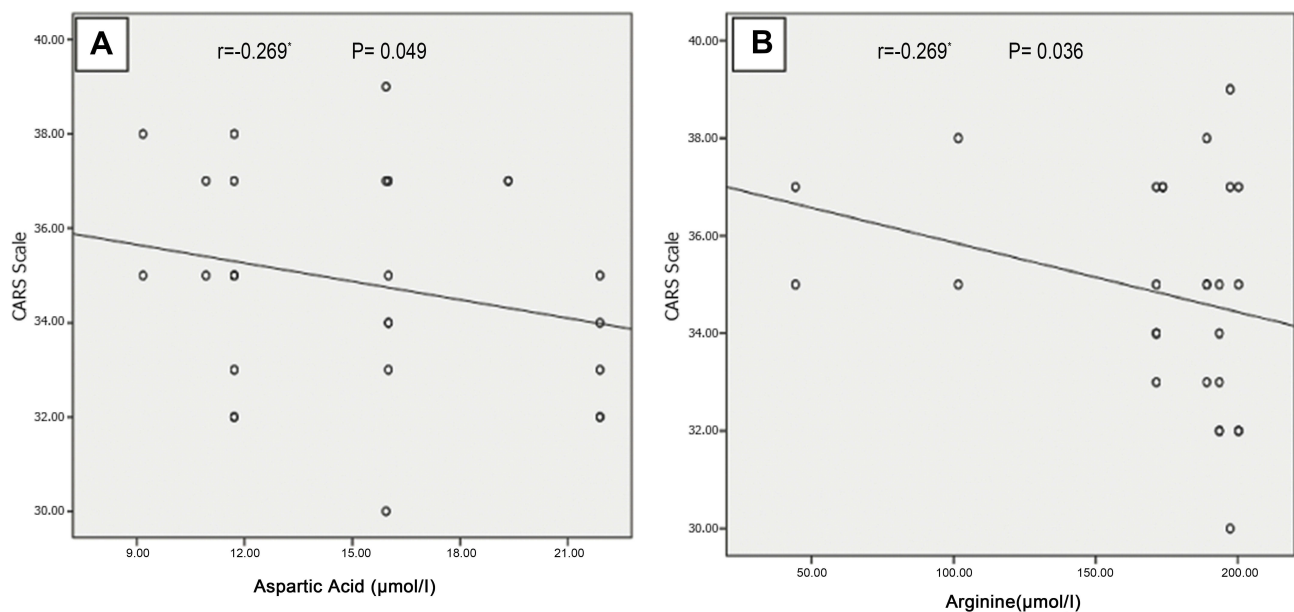 A
r=-0.269* P= 0.049
40.00
38.00
36.00
34.00
32.00
30.00
CARS Scale
9.00 12.00 15.00 18.00 21.00
Aspartic Acid (µmol/l)
B
r=-0.269* P= 0.036
40.00
38.00
36.00
34.00
32.00
30.00
CARS Scale
50.00 100.00 150.00 200.00
Arginine(µmol/l)